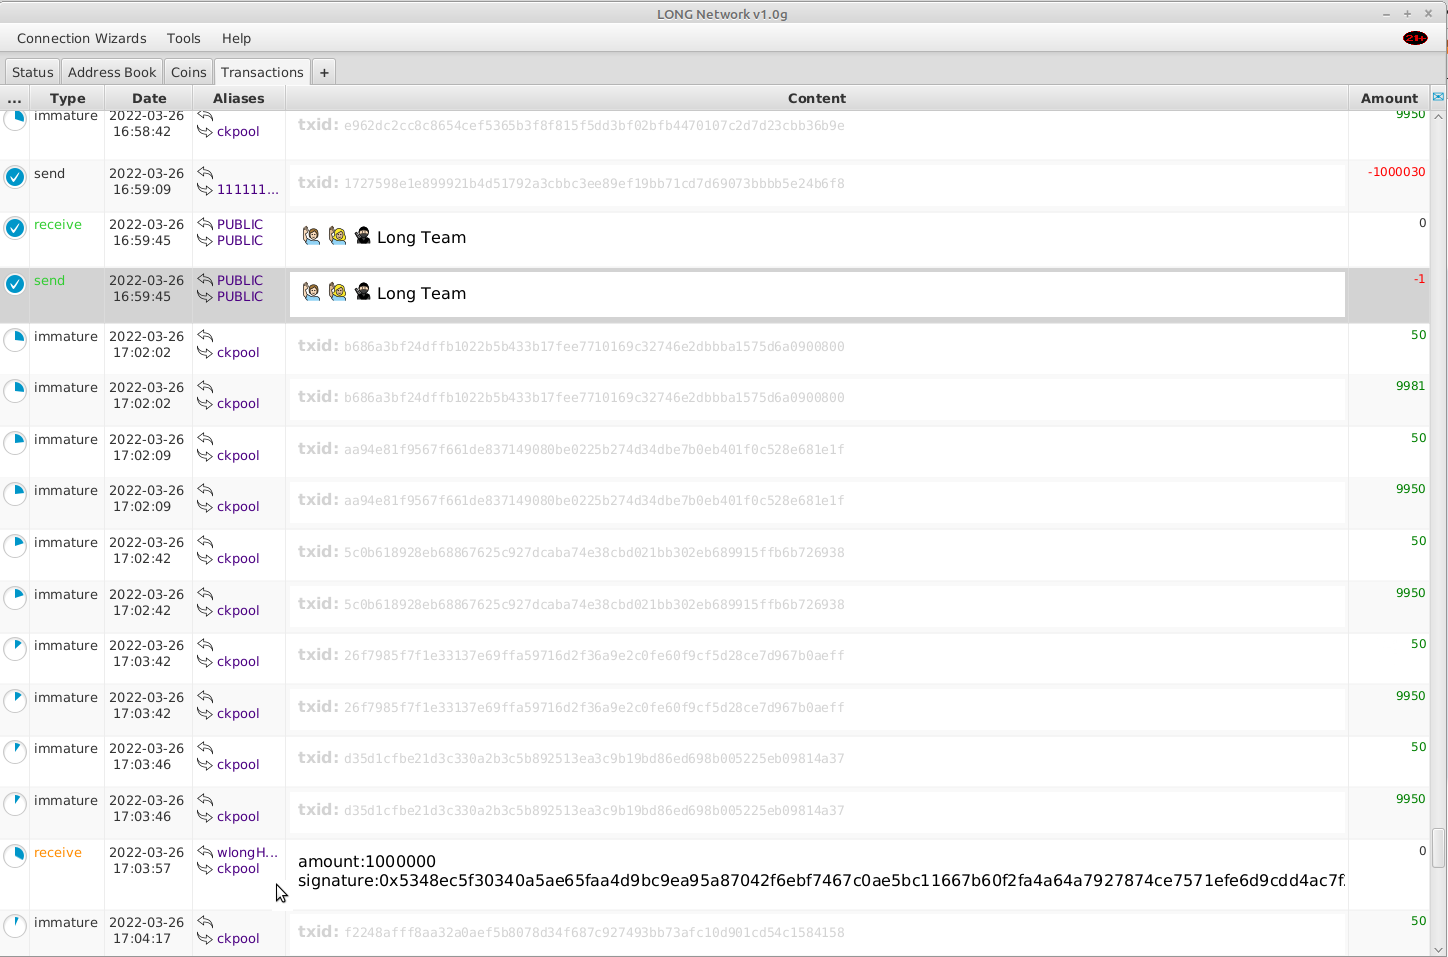 LONG Network v1.0g
Connection Wizards Tools Help 21+
Status Address Book Coins Transactions +
... Type Date Aliases Content Amount
immature 2022-03-26 16:58:42 ckpool txid: e962dc2cc8c8654cef5365b3f8f815f5dd3bf02bfb4470107c2d7d23cbb36b9e 9950
send 2022-03-26 16:59:09 111111... txid: 1727598e1e899921b4d51792a3cbbc3ee89ef19bb71cd7d69073bbbb5e24b6f8 -1000030
receive 2022-03-26 16:59:45 PUBLIC PUBLIC Long Team 0
send 2022-03-26 16:59:45 PUBLIC PUBLIC Long Team -1
immature 2022-03-26 17:02:02 ckpool txid: b686a3bf24dffb1022b5b433b17fee7710169c32746e2dbbba1575d6a0900800 50
immature 2022-03-26 17:02:02 ckpool txid: b686a3bf24dffb1022b5b433b17fee7710169c32746e2dbbba1575d6a0900800 9981
immature 2022-03-26 17:02:09 ckpool txid: aa94e81f9567f661de837149080be0225b274d34dbe7b0eb401f0c528e681e1f 50
immature 2022-03-26 17:02:09 ckpool txid: aa94e81f9567f661de837149080be0225b274d34dbe7b0eb401f0c528e681e1f 9950
immature 2022-03-26 17:02:42 ckpool txid: 5c0b618928eb68867625c927dcaba74e38cbd021bb302eb689915ffb6b726938 50
immature 2022-03-26 17:02:42 ckpool txid: 5c0b618928eb68867625c927dcaba74e38cbd021bb302eb689915ffb6b726938 9950
immature 2022-03-26 17:03:42 ckpool txid: 26f7985f7f1e33137e69ffa59716d2f36a9e2c0fe60f9cf5d28ce7d967b0aeff 50
immature 2022-03-26 17:03:42 ckpool txid: 26f7985f7f1e33137e69ffa59716d2f36a9e2c0fe60f9cf5d28ce7d967b0aeff 9950
immature 2022-03-26 17:03:46 ckpool txid: d35d1cfbe21d3c330a2b3c5b892513ea3c9b19bd86ed698b005225eb09814a37 50
immature 2022-03-26 17:03:46 ckpool txid: d35d1cfbe21d3c330a2b3c5b892513ea3c9b19bd86ed698b005225eb09814a37 9950
receive 2022-03-26 17:03:57 wlongH... ckpool amount:1000000 0
signature:0x5348ec5f30340a5ae65faa4d9bc9ea95a87042f6ebf7467c0ae5bc11667b60f2fa4a64a7927874ce7571efe6d9cdd4ac7f
immature 2022-03-26 17:04:17 ckpool txid: f2248afff8aa32a0aef5b8078d34f687c927493bb73afc10d901cd54c1584158 50